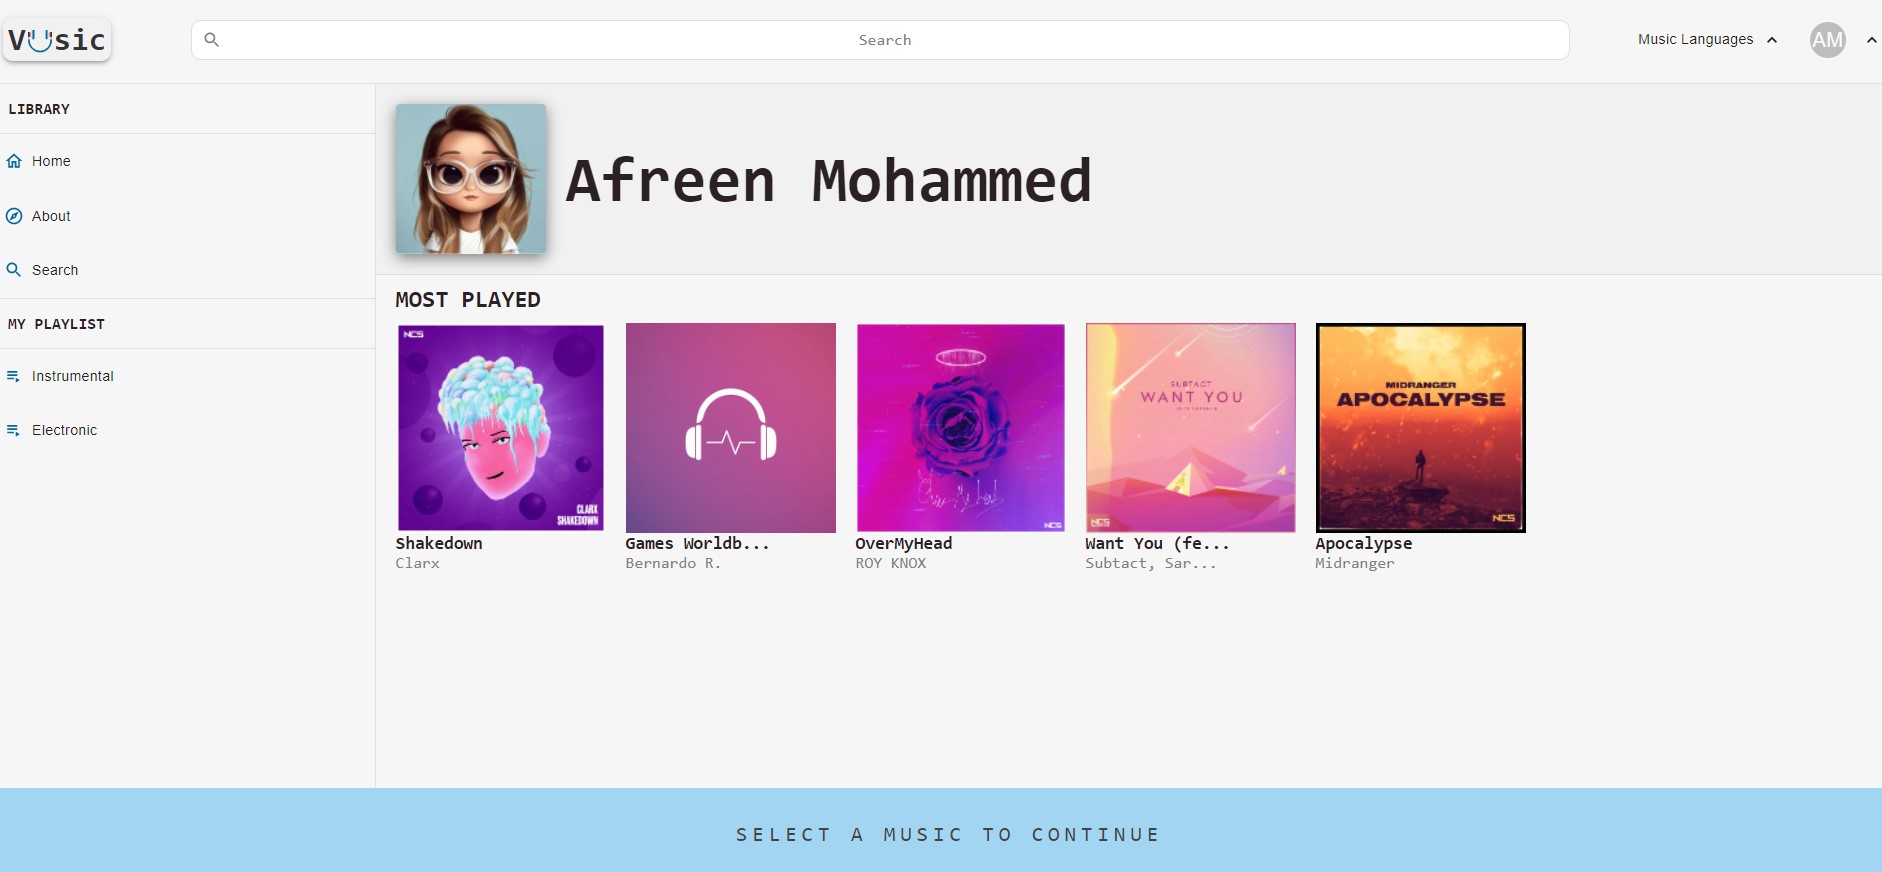 Vusic
Search
Music Languages
AM
LIBRARY
Home
About
Search
MY PLAYLIST
Instrumental
Electronic
Afreen Mohammed
MOST PLAYED
NCS
CLARX
SHAKEDOWN
NCS
SUBTACT
WANT YOU
NCS
MIDRANGER
APOCALYPSE
NCS
Shakedown
Clarx
Games Worldb...
Bernardo R.
OverMyHead
ROY KNOX
Want You (fe...
Subtact, Sar...
Apocalypse
Midranger
SELECT A MUSIC TO CONTINUE